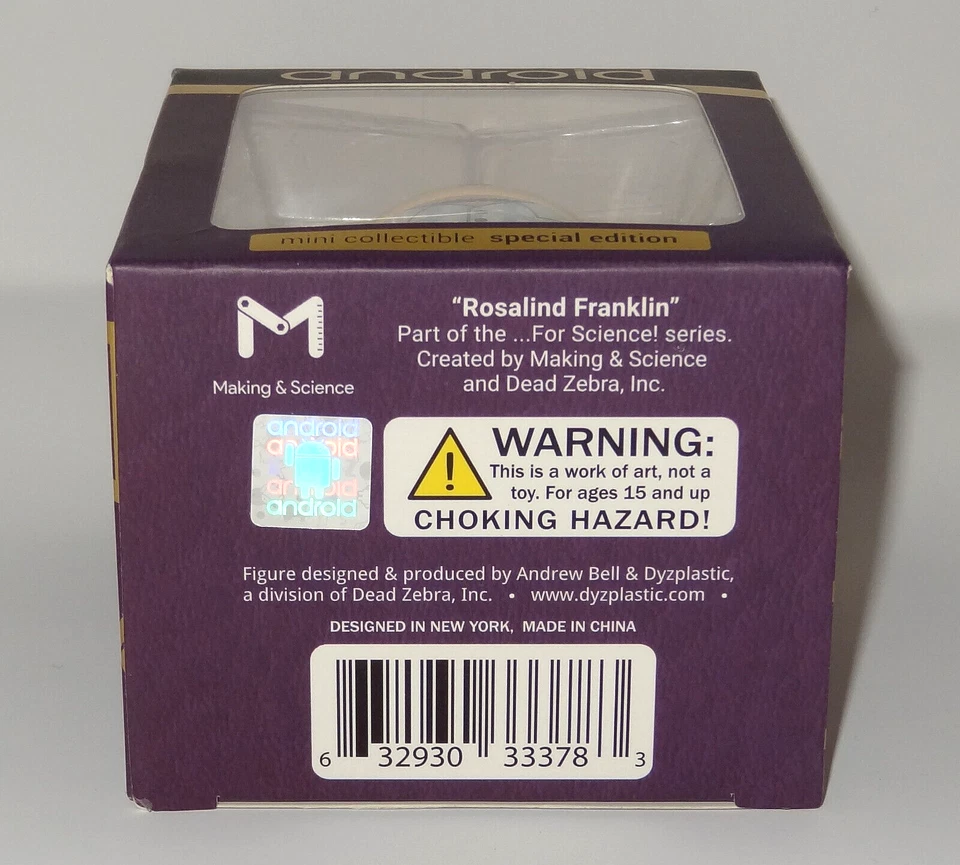 android
mini collectible special edition
M
Making & Science
“Rosalind Franklin”
Part of the ...For Science! series.
Created by Making & Science
and Dead Zebra, Inc.
android
android
android
android
WARNING:
This is a work of art, not a
toy. For ages 15 and up
CHOKING HAZARD!
Figure designed & produced by Andrew Bell & Dyzplastic,
a division of Dead Zebra, Inc. • www.dyzplastic.com •
DESIGNED IN NEW YORK, MADE IN CHINA
6 32930 33378 3